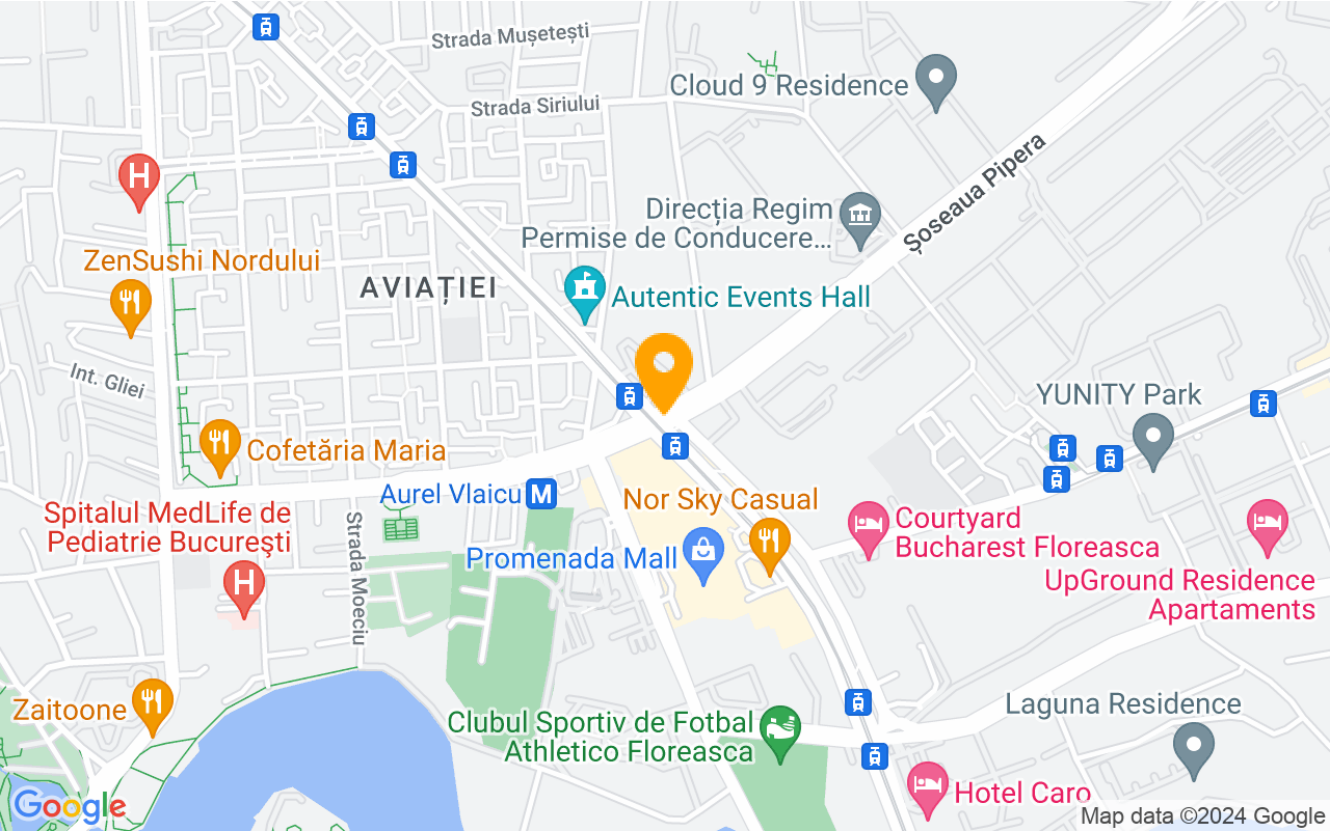 Strada Mușetești
Cloud 9 Residence
Strada Siriului
Șoseaua Pipera
H
Direcția Regim
Permise de Conducere...
ZenSushi Nordului
AVIAȚIEI
Autentic Events Hall
Int. Gliei
YUNITY Park
Cofetăria Maria
Aurel Vlaicu M
Nor Sky Casual
Spitalul MedLife de
Pediatrie Bucureşti
H
Courtyard
Bucharest Floreasca
Strada Moeciu
Promenada Mall
UpGround Residence
Apartaments
Zaitoone
Laguna Residence
Clubul Sportiv de Fotbal
Athletico Floreasca
Hotel Caro
Google
Map data ©2024 Google